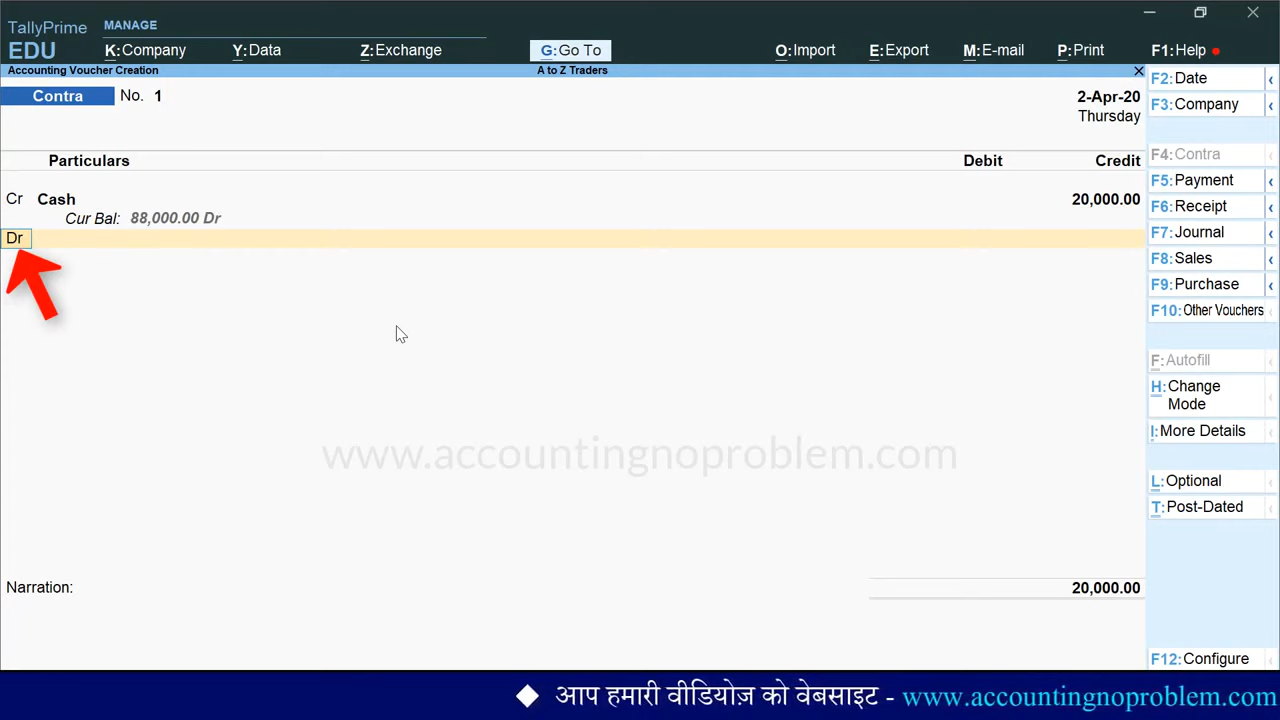 TallyPrime MANAGE
EDU K:Company Y:Data Z:Exchange G:Go To O:Import E:Export M:E-mail P:Print F1:Help
Accounting Voucher Creation A to Z Traders
Contra No. 1 2-Apr-20
Thursday
Particulars Debit Credit
Cr Cash 20,000.00
Cur Bal: 88,000.00 Dr
Dr
www.accountingnoproblem.com
Narration: 20,000.00
F2:Date
F3:Company
F4:Contra
F5:Payment
F6:Receipt
F7:Journal
F8:Sales
F9:Purchase
F10:Other Vouchers
F:Autofill
H:Change
Mode
I:More Details
L:Optional
T:Post-Dated
F12:Configure
आप हमारी वीडियोज़ को वेबसाइट - www.accountingnoproblem.com